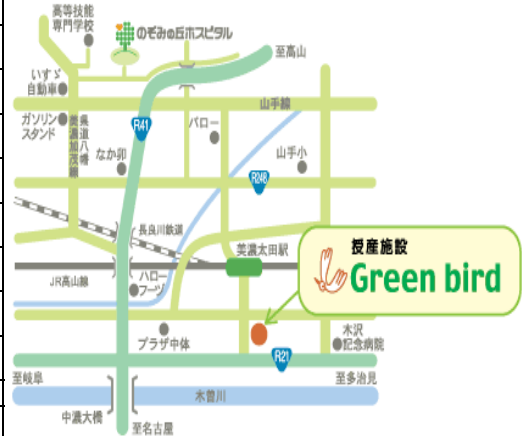 高等技能
専門学校
のぞみの丘ホスピタル
至高山
いすゞ
自動車
山手線
ガソリン
スタンド
県道八幡
美濃加茂線
R41
バロー
なか卯
山手小
R248
長良川鉄道
美濃太田駅
授産施設
Green bird
JR高山線
ハロー
フーヅ
プラザ中体
木沢
記念病院
R21
至岐阜
至多治見
木曽川
中濃大橋
至名古屋